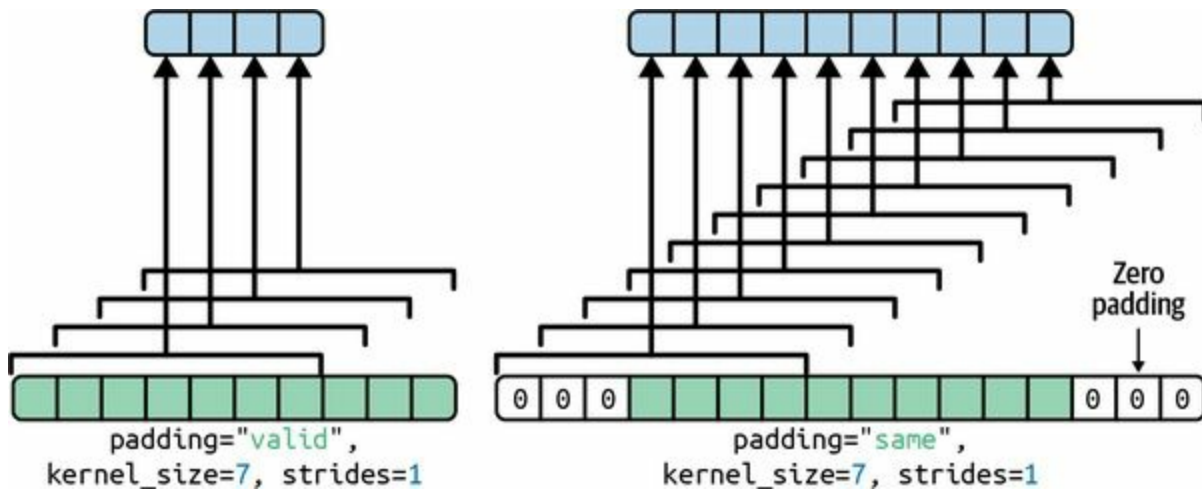 Zero
padding
0 0 0 0 0 0
padding="valid",
kernel_size=7, strides=1
padding="same",
kernel_size=7, strides=1